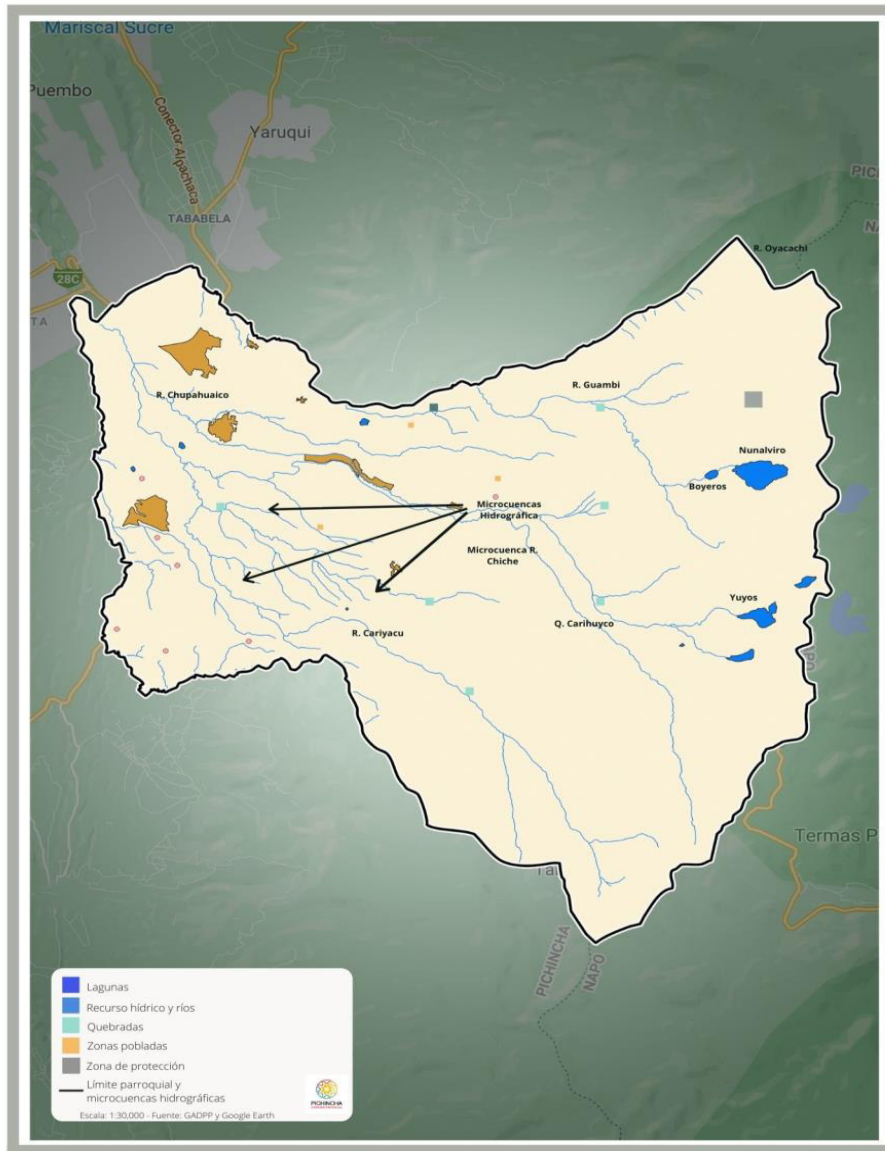 Mariscal Sucre
Puembo
Conector Alpachaca
Yaruqui
TABABELA
28C
R. Oyacachi
R. Guambi
R. Chupahuaico
Nunalviro
Boyeros
Microcuencas
Hidrográfica
Microcuenca R.
Chiche
Yuyos
Q. Carihuyco
R. Cariyacu
Termas P
PICHINCHA
NAPO
Lagunas
Recurso hídrico y ríos
Quebradas
Zonas pobladas
Zona de protección
Límite parroquial y
microcuencas hidrográficas
PICHINCHA
Escala: 1:30,000 - Fuente: GADPP y Google Earth